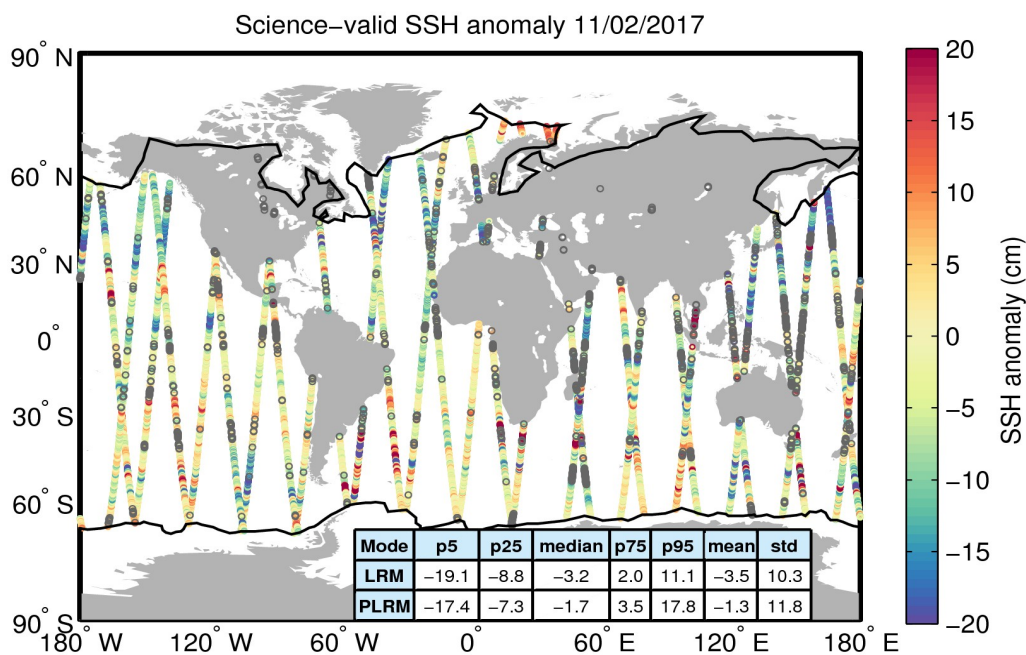 Science−valid SSH anomaly 11/02/2017
90° N
60° N
30° N
0°
30° S
60° S
90° S
180° W
120° W
60° W
0°
60° E
120° E
180° E
Mode p5 p25 median p75 p95 mean std
LRM −19.1 −8.8 −3.2 2.0 11.1 −3.5 10.3
PLRM −17.4 −7.3 −1.7 3.5 17.8 −1.3 11.8
20
15
10
5
0
−5
−10
−15
−20
SSH anomaly (cm)